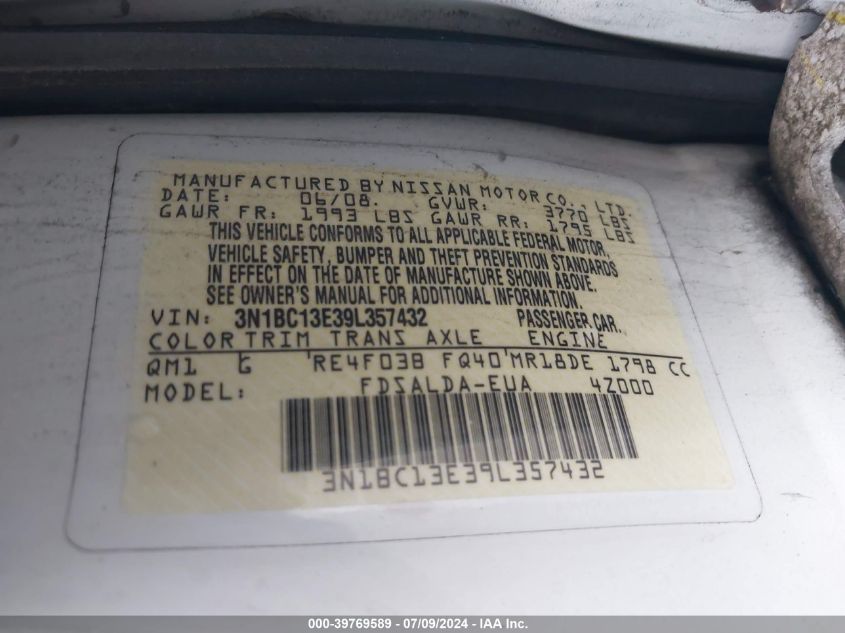 MANUFACTURED BY NISSAN MOTOR CO., LTD.
DATE: 06/08. GVWR: 3770 LBS
GAWR FR: 1993 LBS GAWR RR: 1795 LBS
THIS VEHICLE CONFORMS TO ALL APPLICABLE FEDERAL MOTOR
VEHICLE SAFETY, BUMPER AND THEFT PREVENTION STANDARDS
IN EFFECT ON THE DATE OF MANUFACTURE SHOWN ABOVE.
SEE OWNER'S MANUAL FOR ADDITIONAL INFORMATION.
VIN: 3N1BC13E39L357432 PASSENGER CAR.
COLOR TRIM TRANS AXLE ENGINE
QM1 G RE4F03B FQ40 MR18DE 1798 CC
MODEL: FDSALDA-EUA 4Z000
3N1BC13E39L357432
000-39769589 - 07/09/2024 - IAAI Inc.